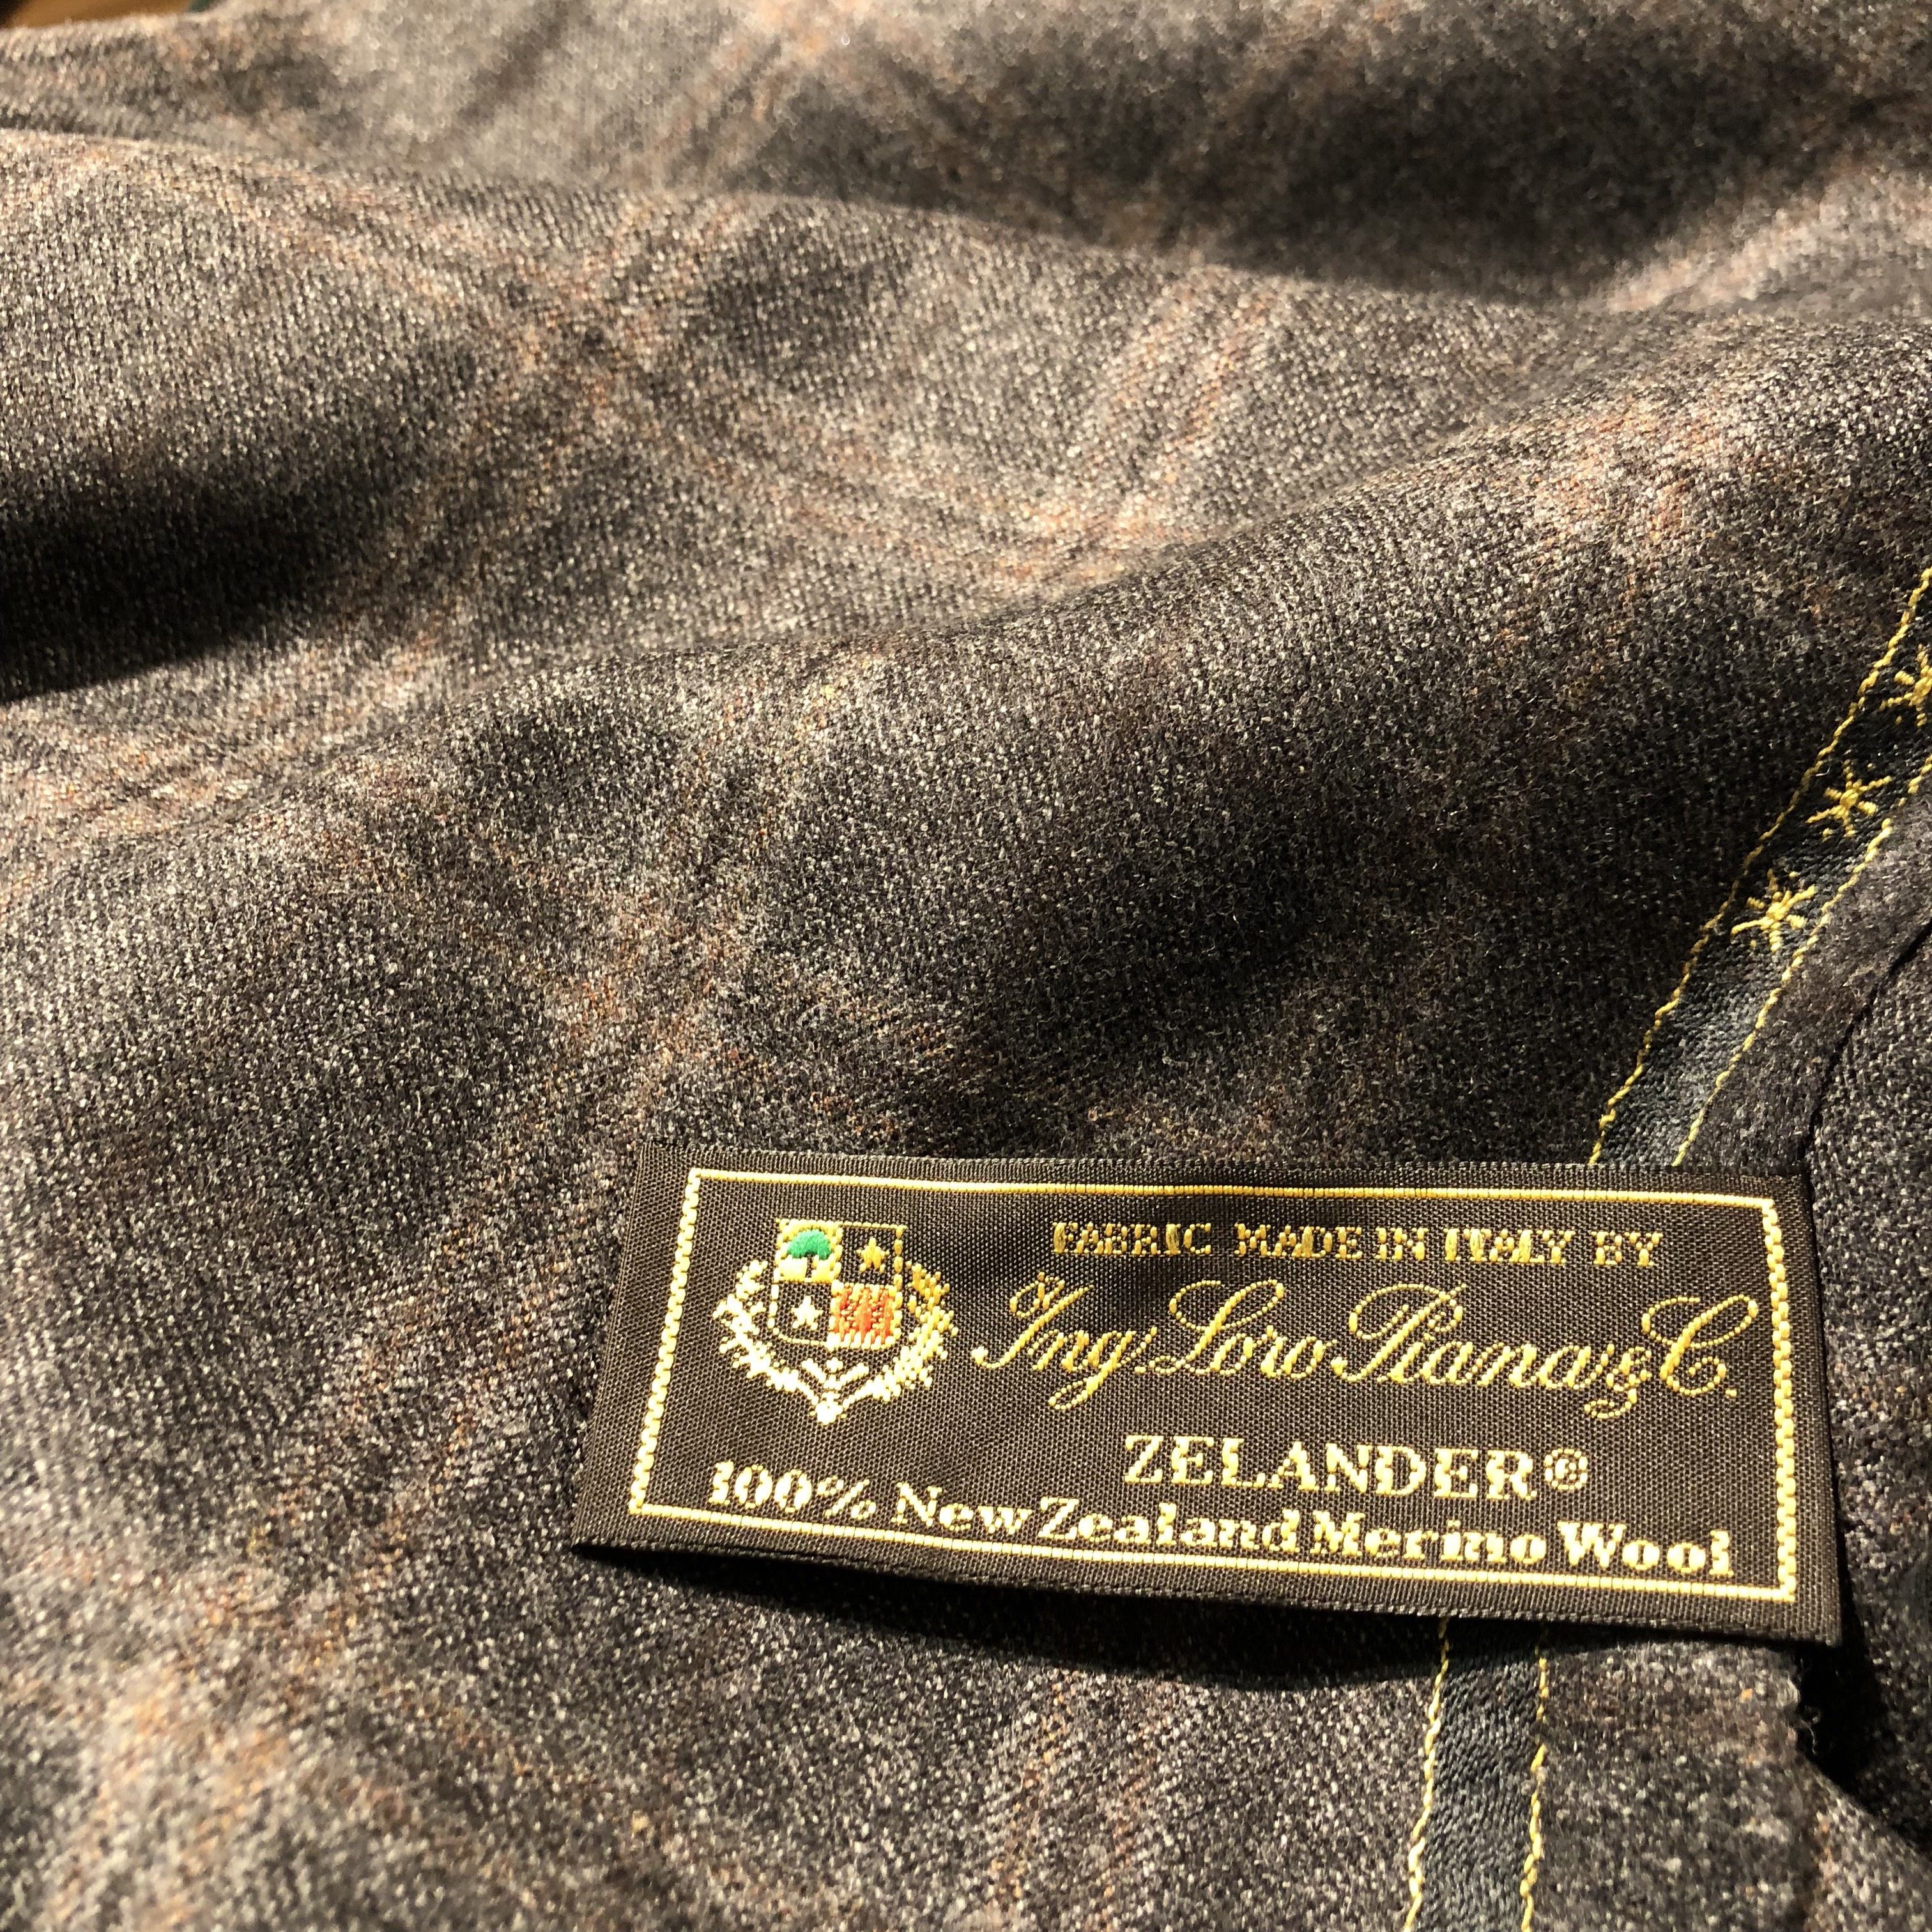 FABRIC MADE IN ITALY BY
Ing. Loro Piana & C.
ZELANDER®
100% New Zealand Merino Wool